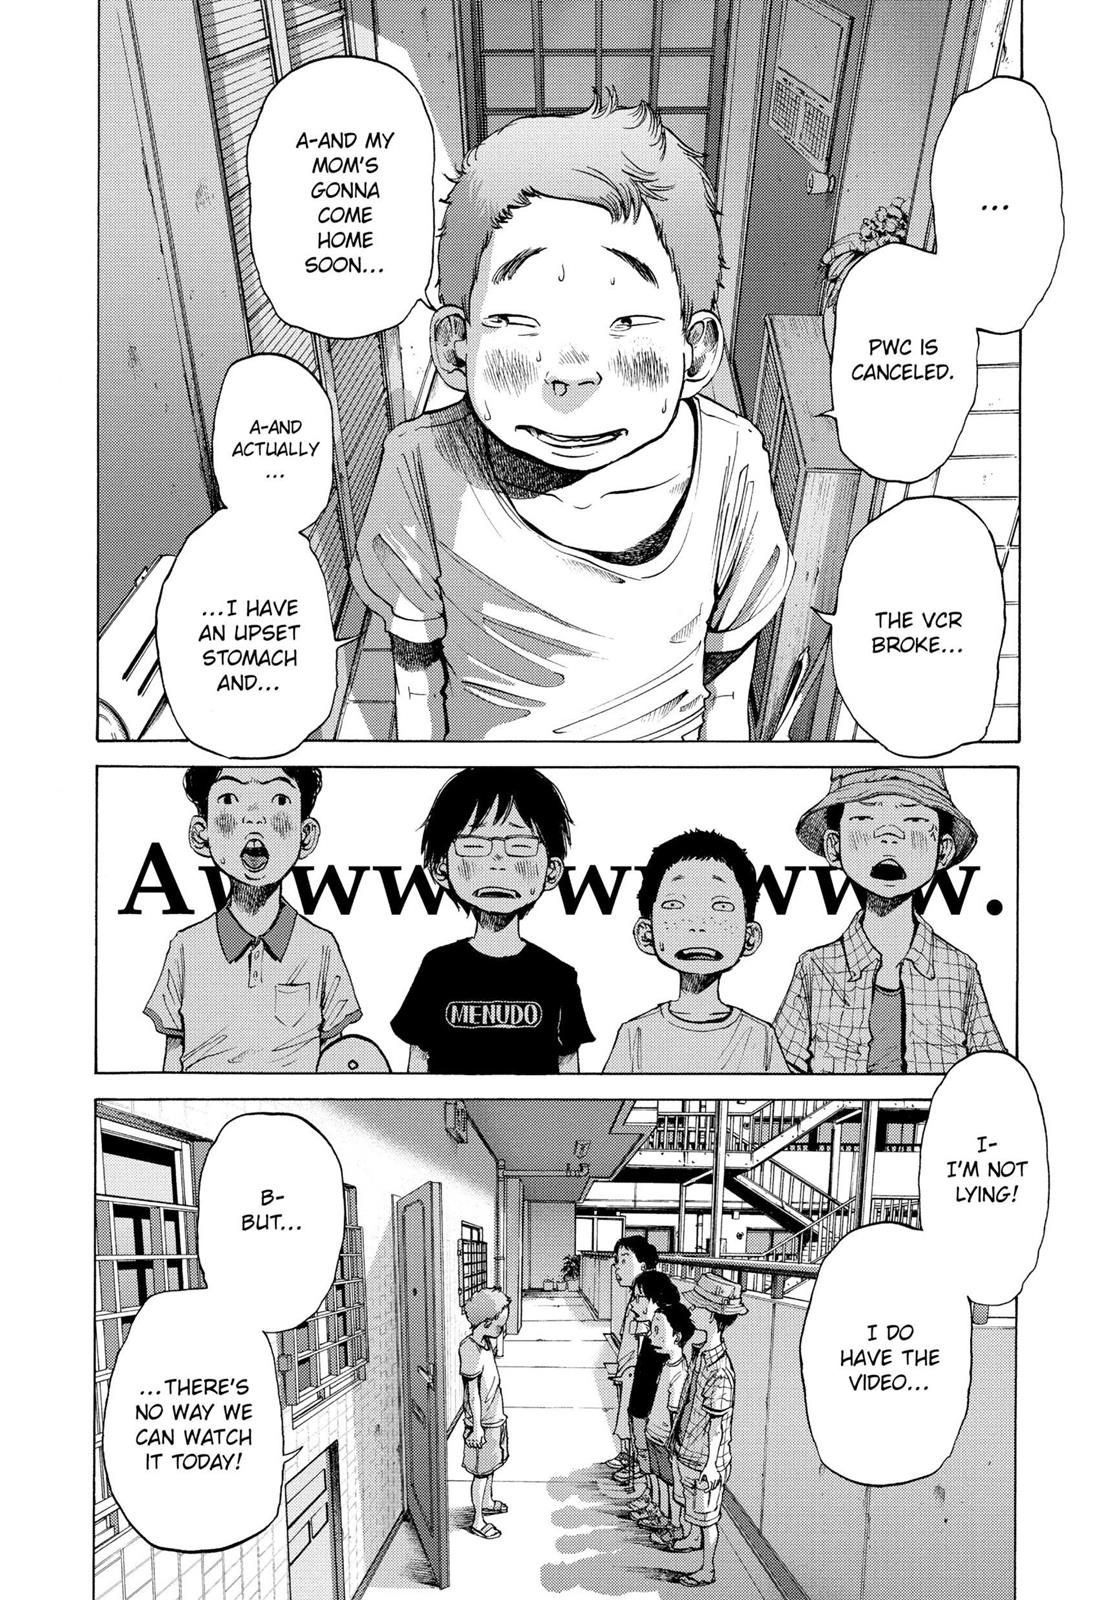 ...
PWC IS
CANCELED.
THE VCR
BROKE...
A-AND MY
MOM'S
GONNA
COME
HOME
SOON...
A-AND
ACTUALLY
...
...I HAVE
AN UPSET
STOMACH
AND...
Awwwwwwwww.
MENUDO
I-
I'M NOT
LYING!
I DO
HAVE THE
VIDEO...
B-
BUT...
...THERE'S
NO WAY WE
CAN WATCH
IT TODAY!